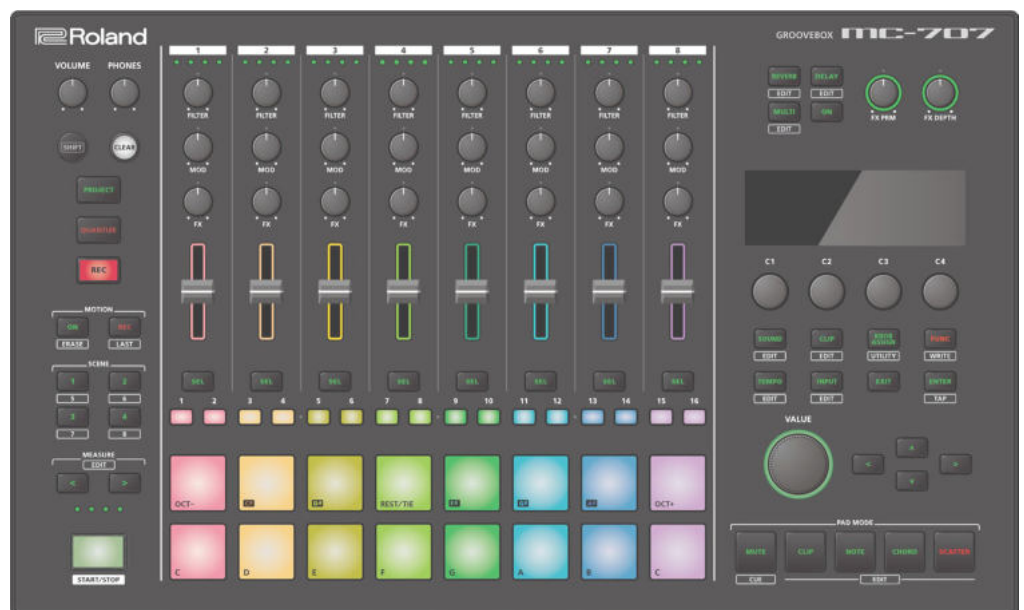 Roland
GROOVEBOX MC-707
VOLUME PHONES
1 2 3 4 5 6 7 8
REVERB DELAY
EDIT EDIT
MULTI ON
EDIT
FX PRM FX DEPTH
FILTER FILTER FILTER FILTER FILTER FILTER FILTER FILTER
SHIFT CLEAR
MOD MOD MOD MOD MOD MOD MOD MOD
PROJECT
FX FX FX FX FX FX FX FX
QUANTIZE
REC
C1 C2 C3 C4
MOTION
ON REC
ERASE LAST
SOUND CLIP KNOB ASSIGN FUNC
EDIT EDIT UTILITY WRITE
SCENE
1 2
5 6
3 4
7 8
SEL SEL SEL SEL SEL SEL SEL SEL
TEMPO INPUT EXIT ENTER
EDIT EDIT TAP
1 2 3 4 5 6 7 8 9 10 11 12 13 14 15 16
VALUE
MEASURE
EDIT
< >
< ^ v >
OCT- REST/TIE OCT+
PAD MODE
MUTE CLIP NOTE CHORD SCATTER
CUE EDIT
START/STOP
C D E F G A B C